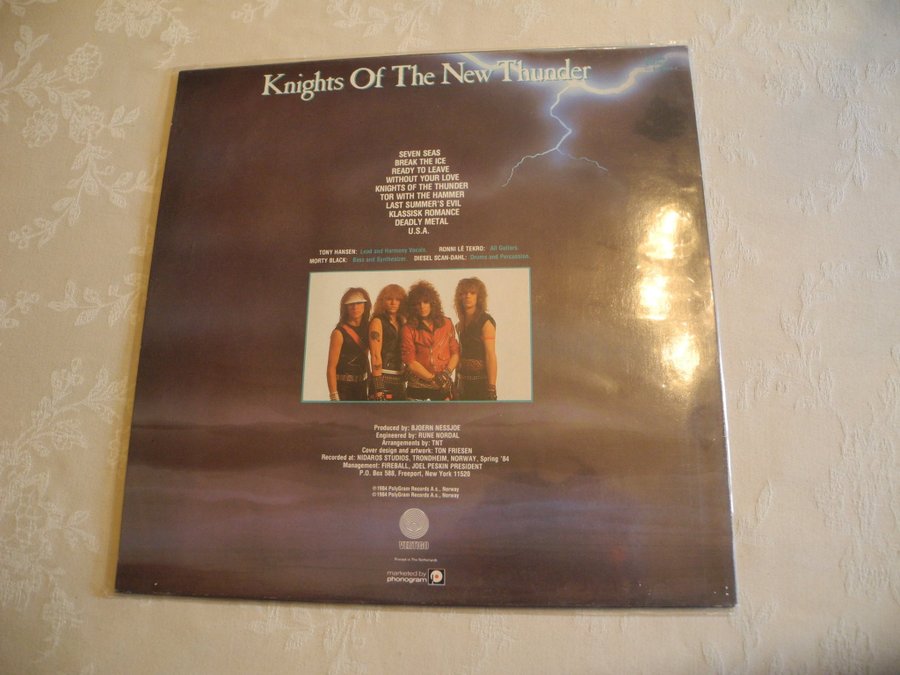 Knights Of The New Thunder
SEVEN SEAS
BREAK THE ICE
READY TO LEAVE
WITHOUT YOUR LOVE
KNIGHTS OF THE THUNDER
TOR WITH THE HAMMER
LAST SUMMER'S EVIL
KLASSISK ROMANCE
DEADLY METAL
U.S.A.
TONY HANSEN: Lead and Harmony Vocals. RONNI LÉ TEKRO: All Guitars.
MORTY BLACK: Bass and Synthesizer. DIESEL SCAN-DAHL: Drums and Percussion.
Produced by: BJOERN NESSJOE
Engineered by: RUNE NORDAL
Arrangements by: TNT
Cover design and artwork: TON FRIESEN
Recorded at: NIDAROS STUDIOS, TRONDHEIM, NORWAY, Spring '84
Management: FIREBALL, JOEL PESKIN PRESIDENT
P.O. Box 588, Freeport, New York 11520
℗1984 PolyGram Records A.s., Norway
©1984 PolyGram Records A.s., Norway
VERTIGO
Printed in The Netherlands
marketed by
phonogram